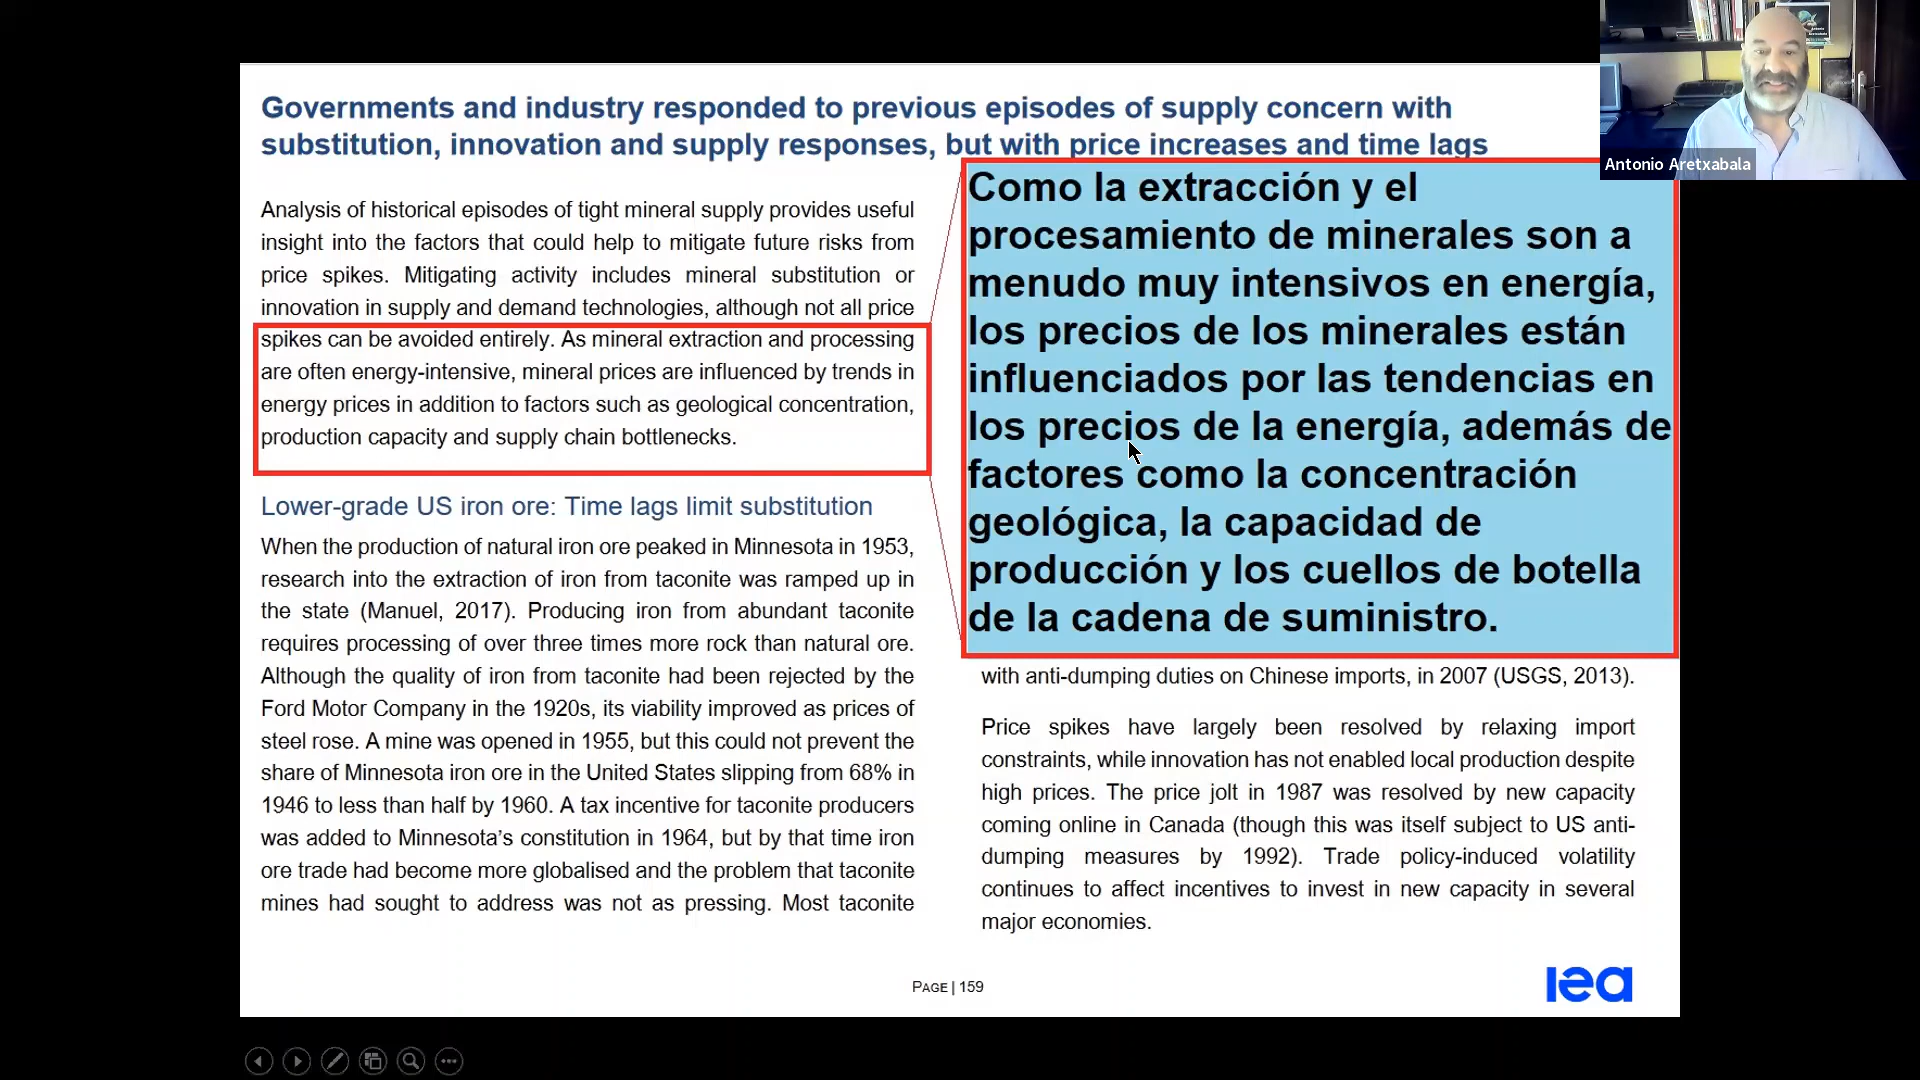 Governments and industry responded to previous episodes of supply concern with
substitution, innovation and supply responses, but with price increases and time lags
Antonio Aretxabala
Analysis of historical episodes of tight mineral supply provides useful
insight into the factors that could help to mitigate future risks from
price spikes. Mitigating activity includes mineral substitution or
innovation in supply and demand technologies, although not all price
spikes can be avoided entirely. As mineral extraction and processing
are often energy-intensive, mineral prices are influenced by trends in
energy prices in addition to factors such as geological concentration,
production capacity and supply chain bottlenecks.
Lower-grade US iron ore: Time lags limit substitution
When the production of natural iron ore peaked in Minnesota in 1953,
research into the extraction of iron from taconite was ramped up in
the state (Manuel, 2017). Producing iron from abundant taconite
requires processing of over three times more rock than natural ore.
Although the quality of iron from taconite had been rejected by the
Ford Motor Company in the 1920s, its viability improved as prices of
steel rose. A mine was opened in 1955, but this could not prevent the
share of Minnesota iron ore in the United States slipping from 68% in
1946 to less than half by 1960. A tax incentive for taconite producers
was added to Minnesota's constitution in 1964, but by that time iron
ore trade had become more globalised and the problem that taconite
mines had sought to address was not as pressing. Most taconite
Como la extracción y el
procesamiento de minerales son a
menudo muy intensivos en energía,
los precios de los minerales están
influenciados por las tendencias en
los precios de la energía, además de
factores como la concentración
geológica, la capacidad de
producción y los cuellos de botella
de la cadena de suministro.
with anti-dumping duties on Chinese imports, in 2007 (USGS, 2013).
Price spikes have largely been resolved by relaxing import
constraints, while innovation has not enabled local production despite
high prices. The price jolt in 1987 was resolved by new capacity
coming online in Canada (though this was itself subject to US anti-
dumping measures by 1992). Trade policy-induced volatility
continues to affect incentives to invest in new capacity in several
major economies.
PAGE | 159
iea